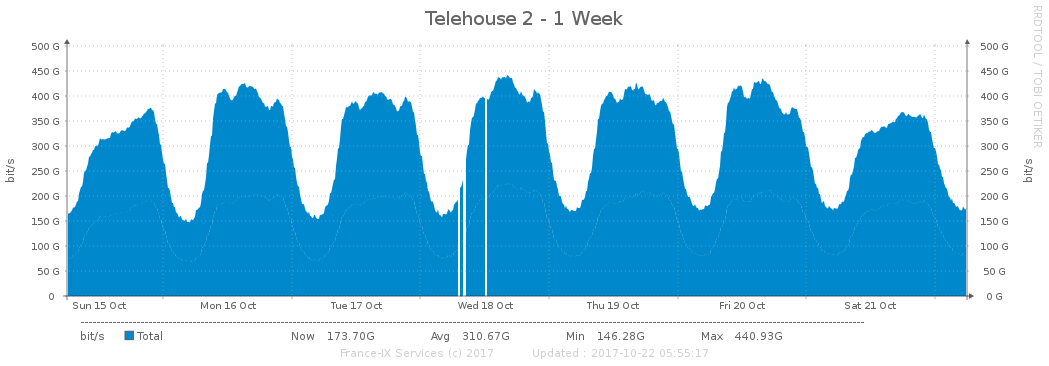 Telehouse 2 - 1 Week
RRDTOOL / TOBI OETIKER
500 G 500 G
450 G 450 G
400 G 400 G
350 G 350 G
300 G 300 G
250 G 250 G
200 G 200 G
150 G 150 G
100 G 100 G
50 G 50 G
0 0 G
bit/s
bit/s
Sun 15 Oct Mon 16 Oct Tue 17 Oct Wed 18 Oct Thu 19 Oct Fri 20 Oct Sat 21 Oct
bit/s Total Now 173.70G Avg 310.67G Min 146.28G Max 440.93G
France-IX Services (c) 2017 Updated : 2017-10-22 05:55:17